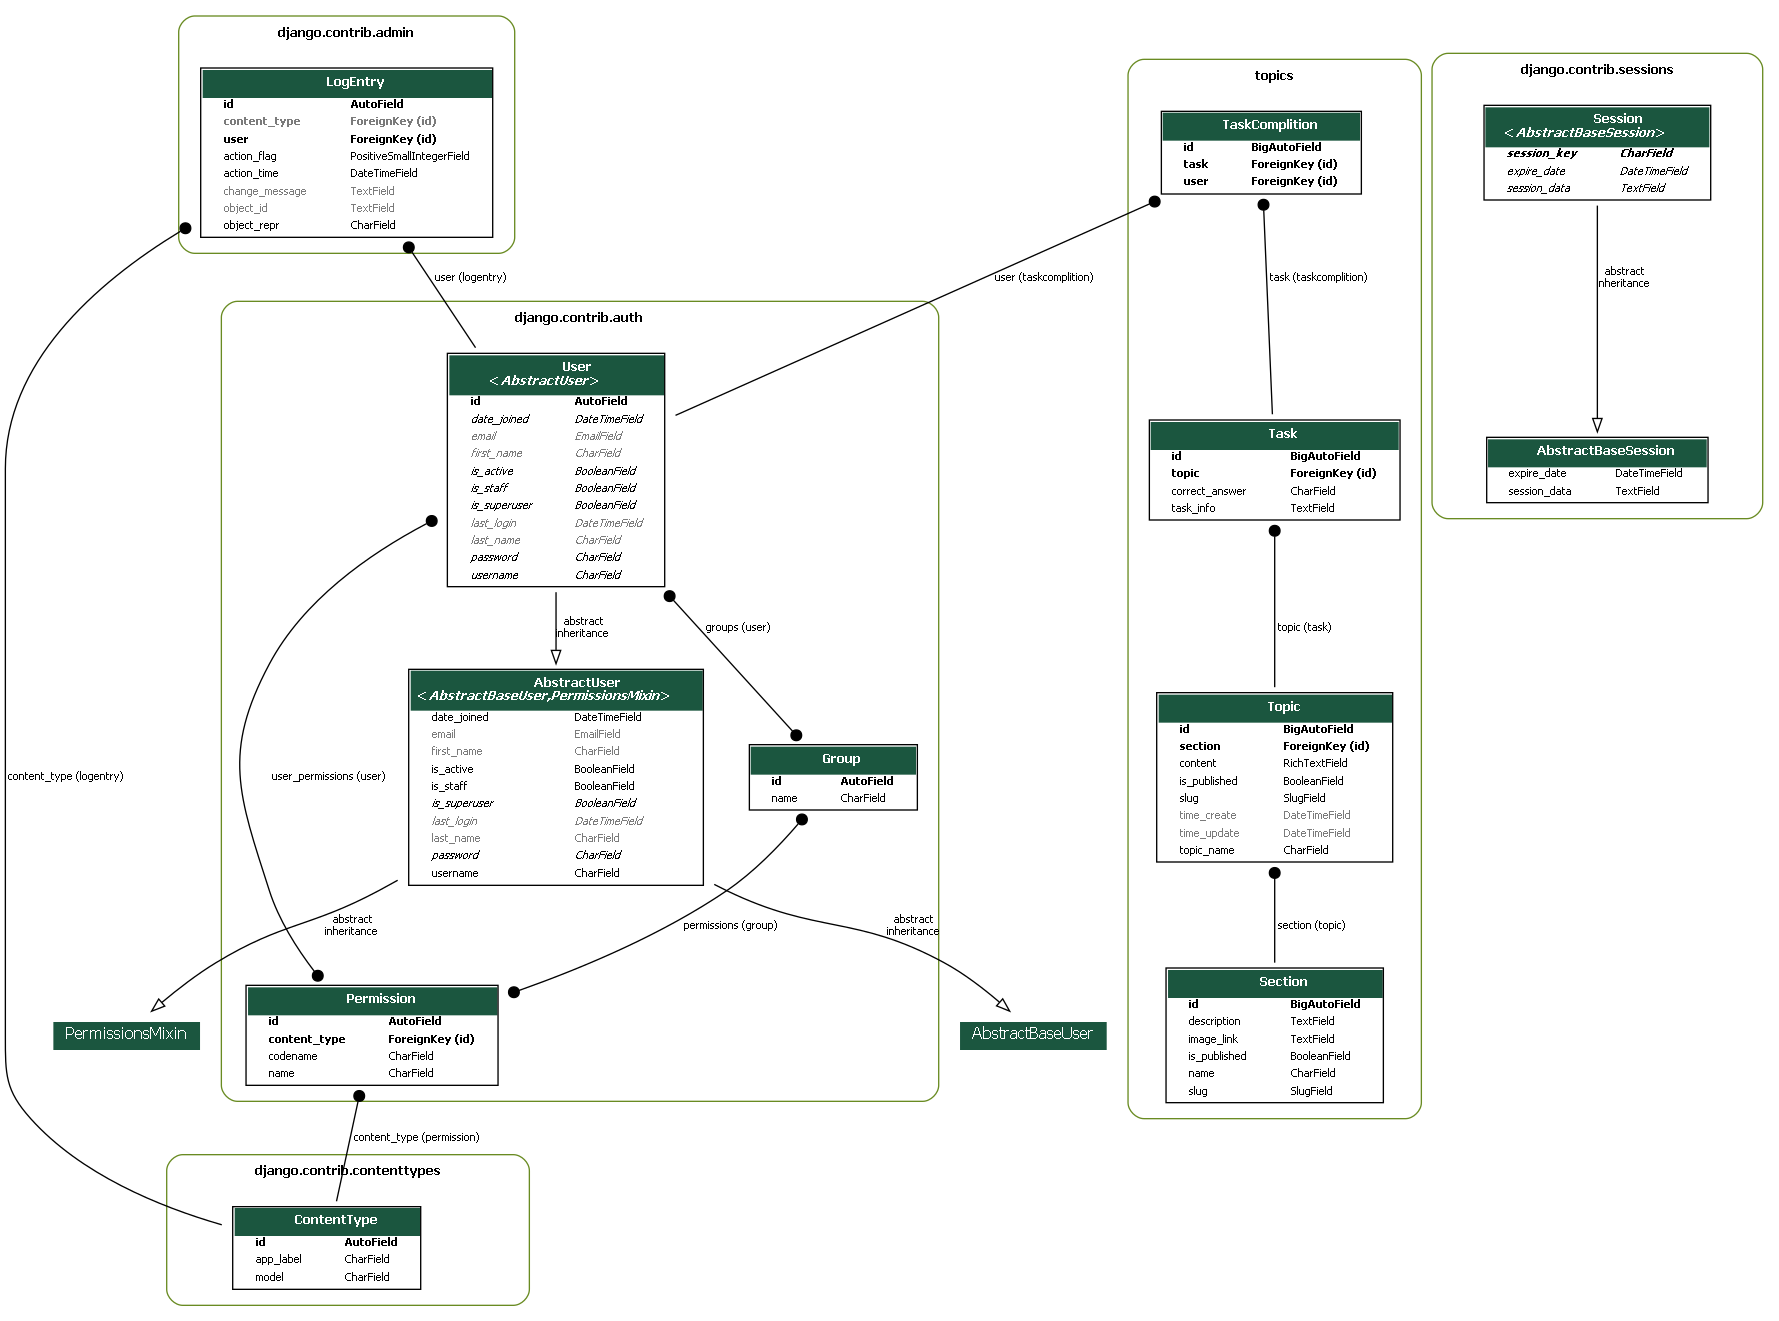 django.contrib.admin
LogEntry
id AutoField
content_type ForeignKey (id)
user ForeignKey (id)
action_flag PositiveSmallIntegerField
action_time DateTimeField
change_message TextField
object_id TextField
object_repr CharField
topics
TaskComplition
id BigAutoField
task ForeignKey (id)
user ForeignKey (id)
django.contrib.sessions
Session
<AbstractBaseSession>
session_key CharField
expire_date DateTimeField
session_data TextField
user (logentry)
user (taskcomplition)
task (taskcomplition)
abstract
inheritance
django.contrib.auth
User
<AbstractUser>
id AutoField
date_joined DateTimeField
email EmailField
first_name CharField
is_active BooleanField
is_staff BooleanField
is_superuser BooleanField
last_login DateTimeField
last_name CharField
password CharField
username CharField
Task
id BigAutoField
topic ForeignKey (id)
correct_answer CharField
task_info TextField
AbstractBaseSession
expire_date DateTimeField
session_data TextField
abstract
inheritance
groups (user)
topic (task)
AbstractUser
<AbstractBaseUser,PermissionsMixin>
date_joined DateTimeField
email EmailField
first_name CharField
is_active BooleanField
is_staff BooleanField
is_superuser BooleanField
last_login DateTimeField
last_name CharField
password CharField
username CharField
content_type (logentry)
user_permissions (user)
Group
id AutoField
name CharField
Topic
id BigAutoField
section ForeignKey (id)
content RichTextField
is_published BooleanField
slug SlugField
time_create DateTimeField
time_update DateTimeField
topic_name CharField
abstract
inheritance
permissions (group)
abstract
inheritance
section (topic)
PermissionsMixin
Permission
id AutoField
content_type ForeignKey (id)
codename CharField
name CharField
AbstractBaseUser
Section
id BigAutoField
description TextField
image_link TextField
is_published BooleanField
name CharField
slug SlugField
content_type (permission)
django.contrib.contenttypes
ContentType
id AutoField
app_label CharField
model CharField